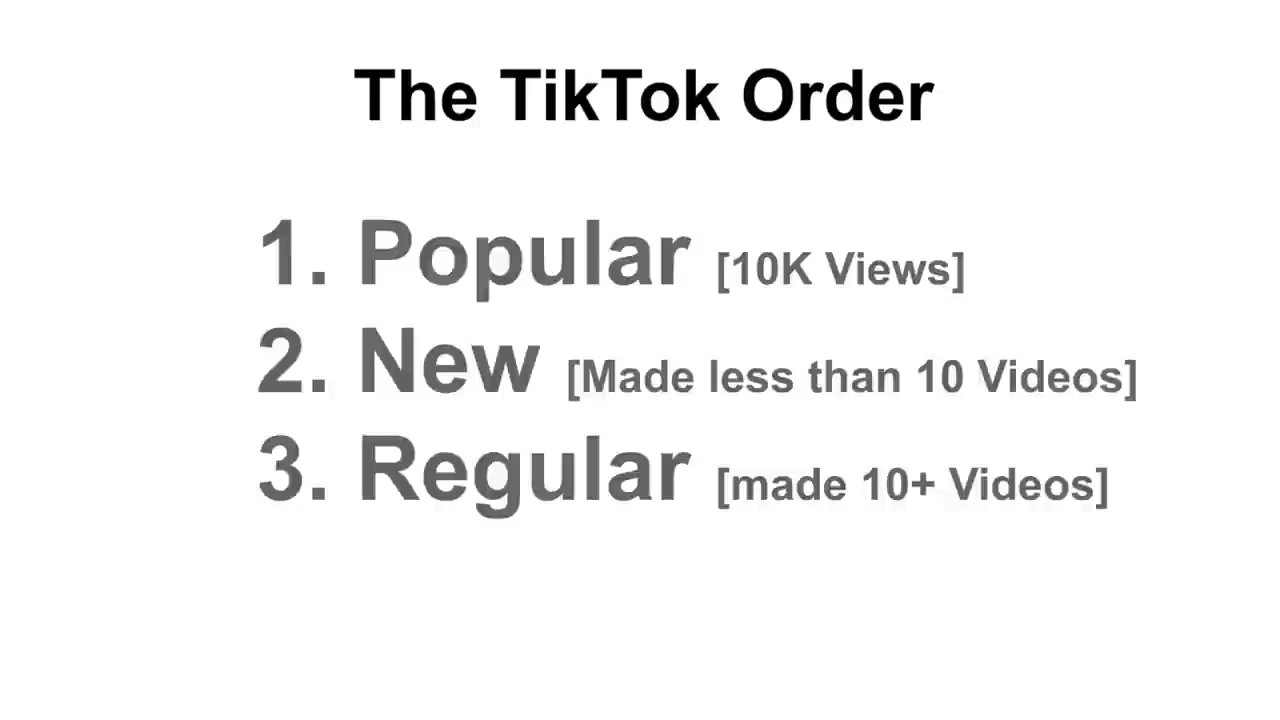 The TikTok Order
1. Popular [10K Views]
2. New [Made less than 10 Videos]
3. Regular [made 10+ Videos]